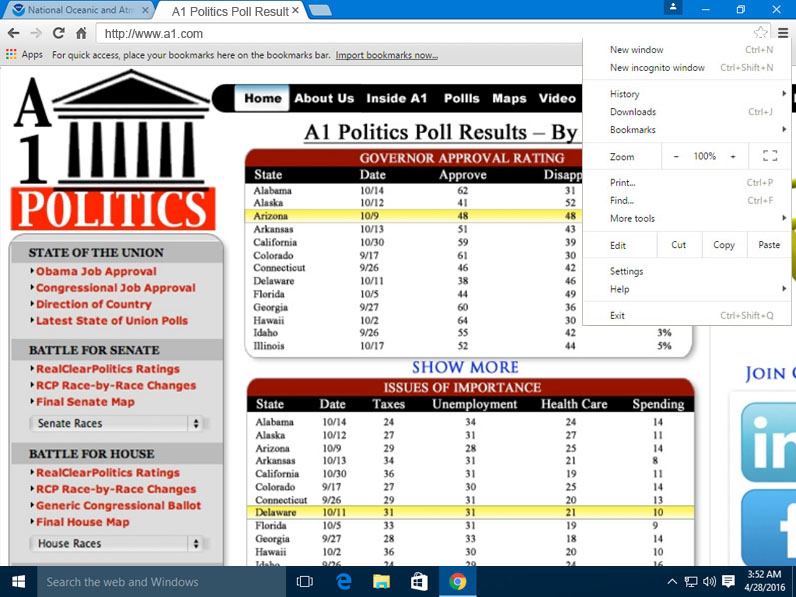 National Oceanic and Atm
A1 Politics Poll Result
http://www.a1.com
Apps For quick access, place your bookmarks here on the bookmarks bar. Import bookmarks now...
New window Ctrl+N
New incognito window Ctrl+Shift+N
History
Downloads Ctrl+J
Bookmarks
Zoom - 100% +
Print... Ctrl+P
Find... Ctrl+F
More tools
Edit Cut Copy Paste
Settings
Help
Exit Ctrl+Shift+Q
A1
POLITICS
Home About Us Inside A1 Pollls Maps Video
A1 Politics Poll Results – By
STATE OF THE UNION
Obama Job Approval
Congressional Job Approval
Direction of Country
Latest State of Union Polls
BATTLE FOR SENATE
RealClearPolitics Ratings
RCP Race-by-Race Changes
Final Senate Map
Senate Races
BATTLE FOR HOUSE
RealClearPolitics Ratings
RCP Race-by-Race Changes
Generic Congressional Ballot
Final House Map
House Races
GOVERNOR APPROVAL RATING
State Date Approve Disapp
Alabama 10/14 62 31
Alaska 10/12 41 52
Arizona 10/9 48 48
Arkansas 10/13 51 43
California 10/30 59 39
Colorado 9/17 61 30
Connecticut 9/26 46 42
Delaware 10/11 38 46
Florida 10/5 44 49
Georgia 9/27 60 36
Hawaii 10/2 64 30
Idaho 9/26 55 42 3%
Illinois 10/17 52 44 5%
SHOW MORE
ISSUES OF IMPORTANCE
State Date Taxes Unemployment Health Care Spending
Alabama 10/14 24 34 24 14
Alaska 10/12 27 31 27 11
Arizona 10/9 29 28 25 14
Arkansas 10/13 34 31 21 8
California 10/30 36 31 19 11
Colorado 9/17 27 30 25 14
Connecticut 9/26 29 31 20 13
Delaware 10/11 31 31 21 10
Florida 10/5 33 31 19 9
Georgia 9/27 28 33 18 14
Hawaii 10/2 36 30 20 10
Idaho 9/26 29 24
JOIN
in
f
Search the web and Windows
3:52 AM
4/28/2016